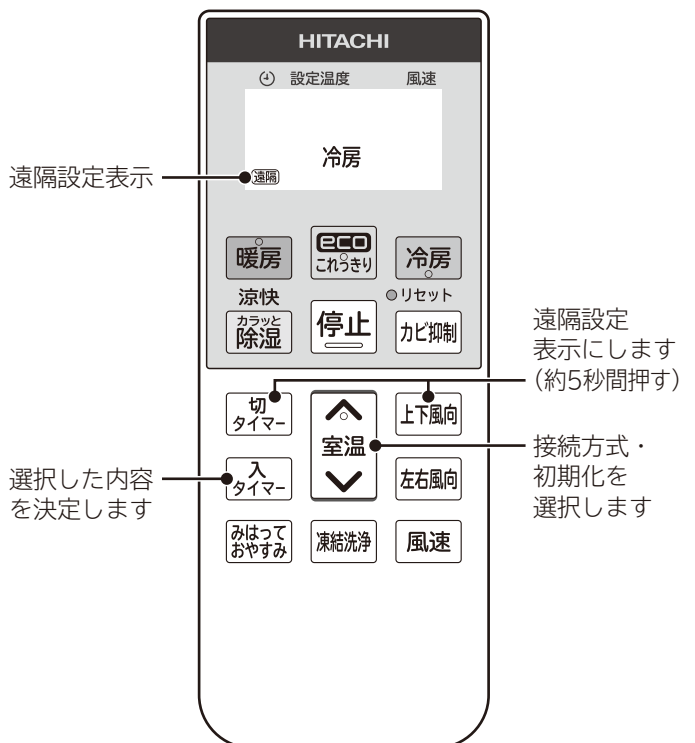 HITACHI
設定温度 風速
冷房
遠隔
遠隔設定表示
暖房
eco
これっきり
冷房
涼快
リセット
カラッと
除湿
停止
カビ抑制
遠隔設定
表示にします
(約5秒間押す)
切
タイマー
室温
上下風向
接続方式・
初期化を
選択します
選択した内容
を決定します
入
タイマー
左右風向
みはって
おやすみ
凍結洗浄
風速